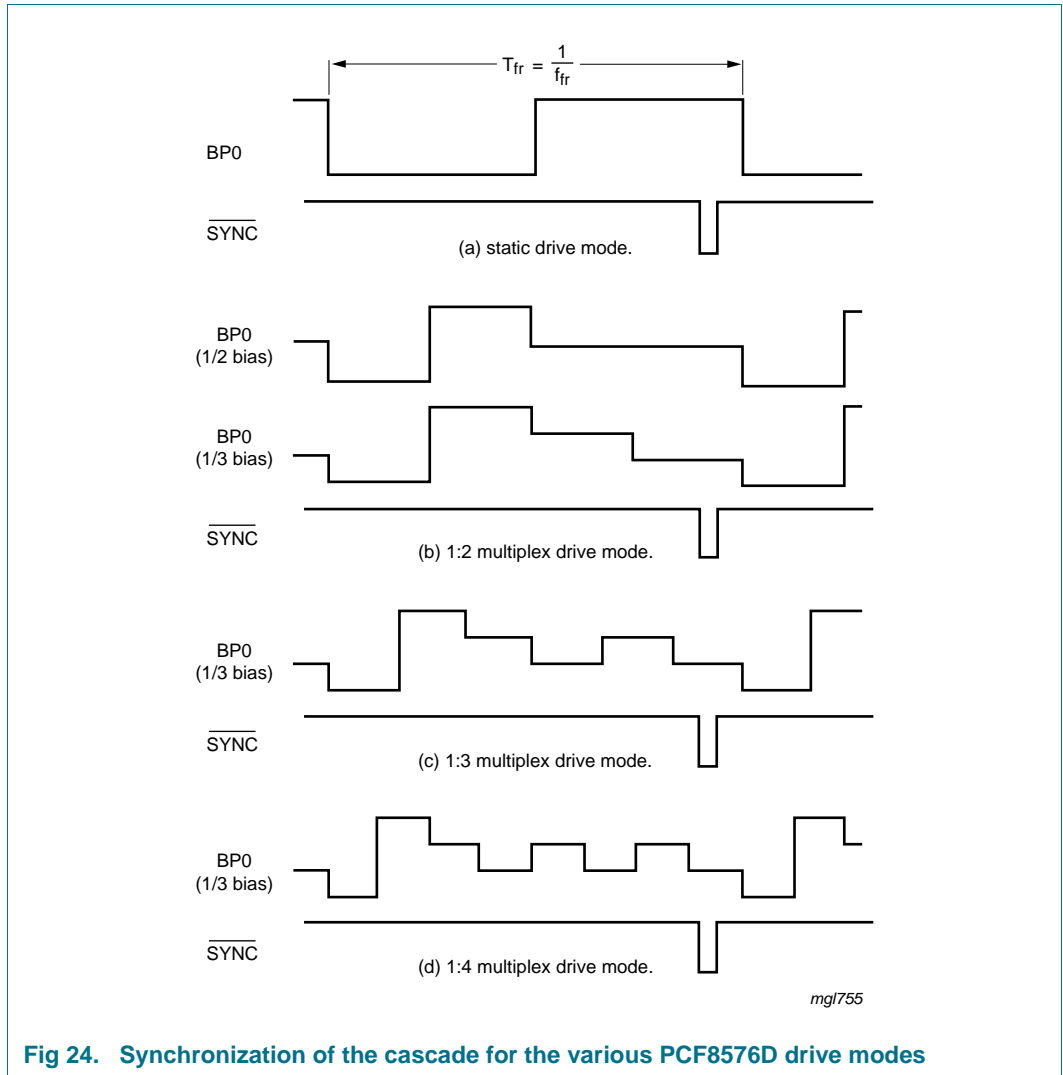 T_fr = 1/f_fr
BP0
SYNC
(a) static drive mode.
BP0
(1/2 bias)
BP0
(1/3 bias)
SYNC
(b) 1:2 multiplex drive mode.
BP0
(1/3 bias)
SYNC
(c) 1:3 multiplex drive mode.
BP0
(1/3 bias)
SYNC
(d) 1:4 multiplex drive mode.
mgl755
Fig 24. Synchronization of the cascade for the various PCF8576D drive modes